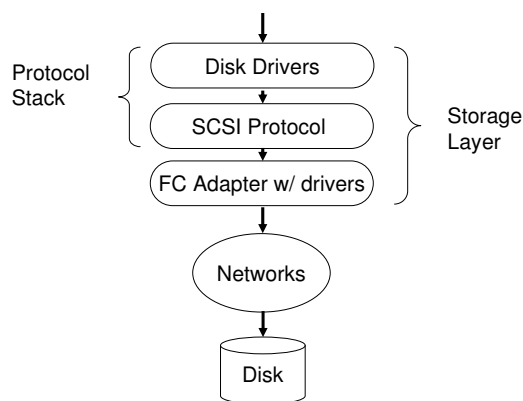 Protocol
Stack
Disk Drivers
SCSI Protocol
FC Adapter w/ drivers
Storage
Layer
Networks
Disk